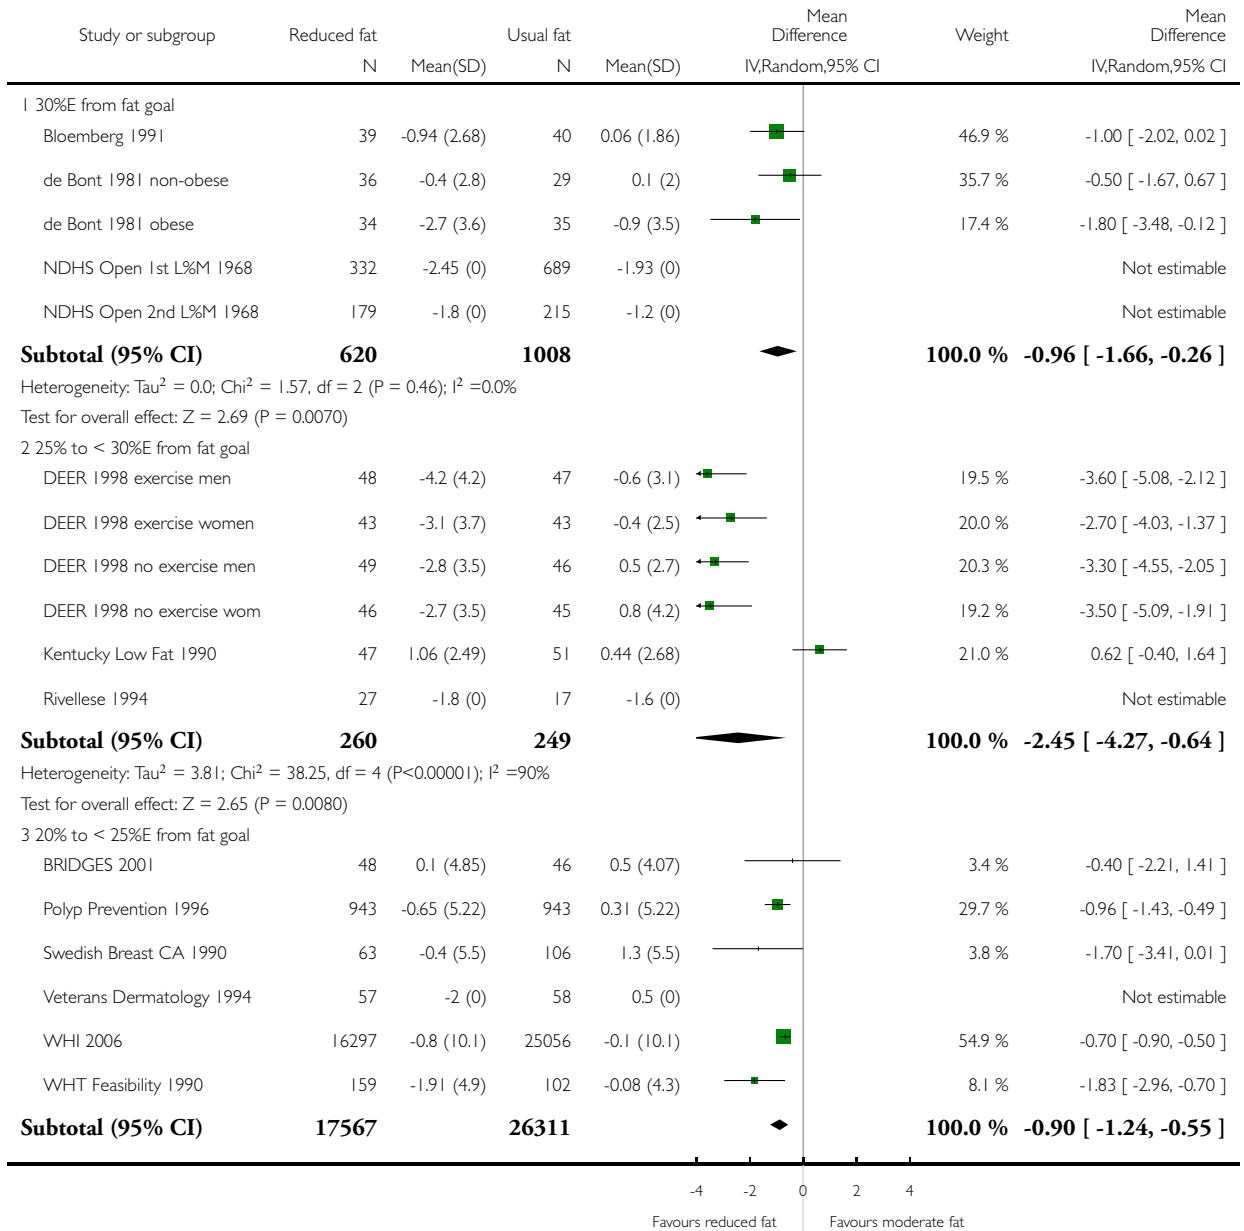 Study or subgroup Reduced fat Usual fat Mean Difference Weight Mean Difference
N Mean(SD) N Mean(SD) IV,Random,95% CI IV,Random,95% CI
1 30%E from fat goal
Bloemberg 1991 39 -0.94 (2.68) 40 0.06 (1.86) 46.9 % -1.00 [ -2.02, 0.02 ]
de Bont 1981 non-obese 36 -0.4 (2.8) 29 0.1 (2) 35.7 % -0.50 [ -1.67, 0.67 ]
de Bont 1981 obese 34 -2.7 (3.6) 35 -0.9 (3.5) 17.4 % -1.80 [ -3.48, -0.12 ]
NDHS Open 1st L%M 1968 332 -2.45 (0) 689 -1.93 (0) Not estimable
NDHS Open 2nd L%M 1968 179 -1.8 (0) 215 -1.2 (0) Not estimable
Subtotal (95% CI) 620 1008 100.0 % -0.96 [ -1.66, -0.26 ]
Heterogeneity: Tau² = 0.0; Chi² = 1.57, df = 2 (P = 0.46); I² =0.0%
Test for overall effect: Z = 2.69 (P = 0.0070)
2 25% to < 30%E from fat goal
DEER 1998 exercise men 48 -4.2 (4.2) 47 -0.6 (3.1) 19.5 % -3.60 [ -5.08, -2.12 ]
DEER 1998 exercise women 43 -3.1 (3.7) 43 -0.4 (2.5) 20.0 % -2.70 [ -4.03, -1.37 ]
DEER 1998 no exercise men 49 -2.8 (3.5) 46 0.5 (2.7) 20.3 % -3.30 [ -4.55, -2.05 ]
DEER 1998 no exercise wom 46 -2.7 (3.5) 45 0.8 (4.2) 19.2 % -3.50 [ -5.09, -1.91 ]
Kentucky Low Fat 1990 47 1.06 (2.49) 51 0.44 (2.68) 21.0 % 0.62 [ -0.40, 1.64 ]
Rivellese 1994 27 -1.8 (0) 17 -1.6 (0) Not estimable
Subtotal (95% CI) 260 249 100.0 % -2.45 [ -4.27, -0.64 ]
Heterogeneity: Tau² = 3.81; Chi² = 38.25, df = 4 (P<0.00001); I² =90%
Test for overall effect: Z = 2.65 (P = 0.0080)
3 20% to < 25%E from fat goal
BRIDGES 2001 48 0.1 (4.85) 46 0.5 (4.07) 3.4 % -0.40 [ -2.21, 1.41 ]
Polyp Prevention 1996 943 -0.65 (5.22) 943 0.31 (5.22) 29.7 % -0.96 [ -1.43, -0.49 ]
Swedish Breast CA 1990 63 -0.4 (5.5) 106 1.3 (5.5) 3.8 % -1.70 [ -3.41, 0.01 ]
Veterans Dermatology 1994 57 -2 (0) 58 0.5 (0) Not estimable
WHI 2006 16297 -0.8 (10.1) 25056 -0.1 (10.1) 54.9 % -0.70 [ -0.90, -0.50 ]
WHT Feasibility 1990 159 -1.91 (4.9) 102 -0.08 (4.3) 8.1 % -1.83 [ -2.96, -0.70 ]
Subtotal (95% CI) 17567 26311 100.0 % -0.90 [ -1.24, -0.55 ]
-4 -2 0 2 4
Favours reduced fat Favours moderate fat